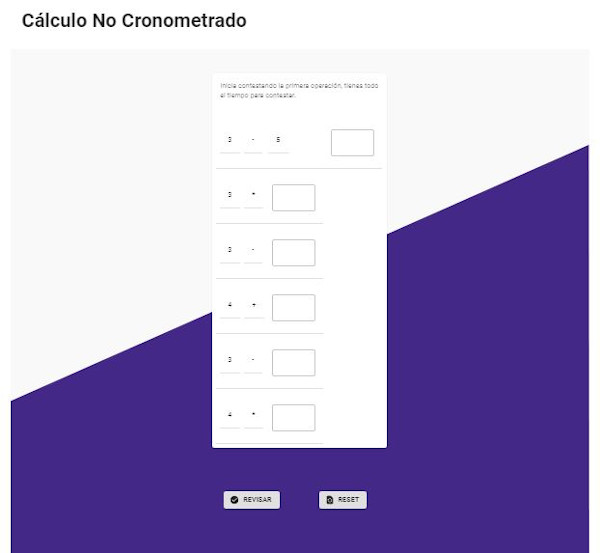 Cálculo No Cronometrado
Inicie contestando la primera operación, tienes todo
el tiempo para contestar.
3 - 5
3 +
3 -
4 +
3 -
4 +
REVISAR RESET